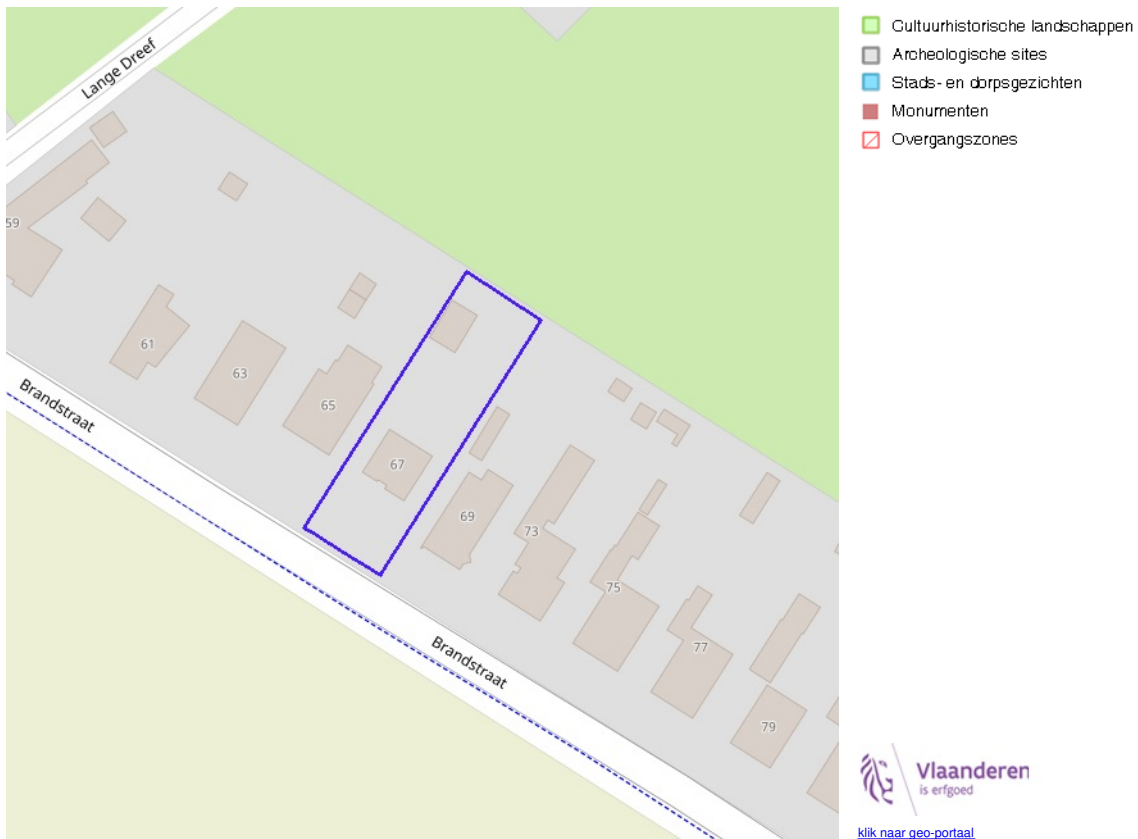 Lange Dreef
59
61
63
65
67
69
73
75
77
79
Brandstraat
Brandstraat
Cultuurhistorische landschappen
Archeologische sites
Stads- en dorpsgezichten
Monumenten
Overgangszones
Vlaanderen
is erfgoed
klik naar geo-portaal